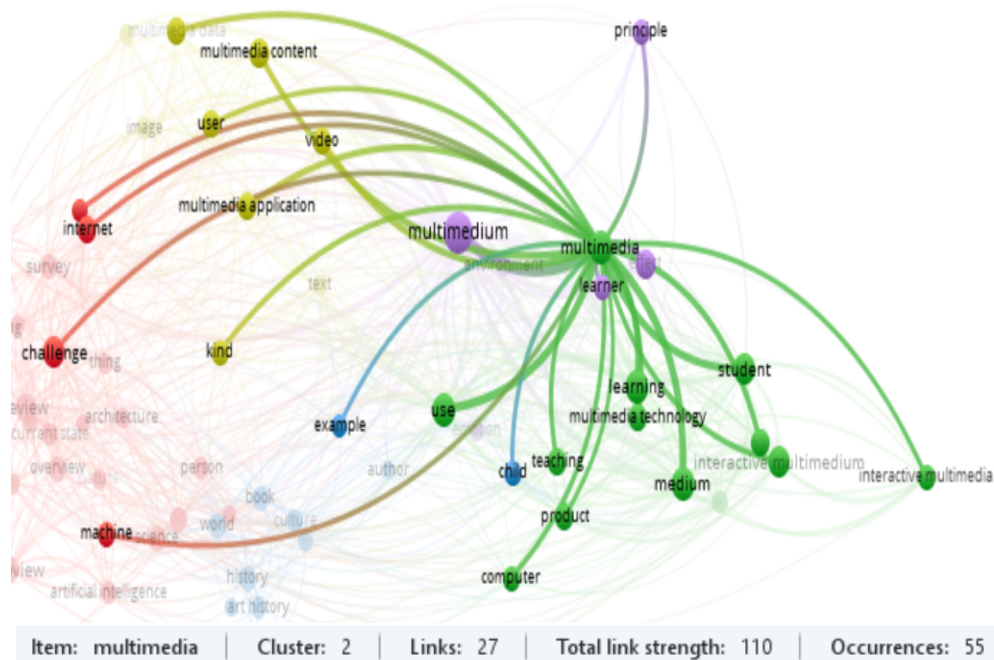 multimedia data
principle
multimedia content
image
user
video
multimedia application
internet
multimedium
multimedia
environment
survey
learner
text
challenge
thing
kind
student
learning
multimedia technology
architecture
use
example
current state
overview
person
author
child
teaching
interactive multimedium
interactive multimedia
medium
book
product
world
culture
machine
science
computer
history
artificial intelligence
art history
Item: multimedia | Cluster: 2 | Links: 27 | Total link strength: 110 | Occurrences: 55